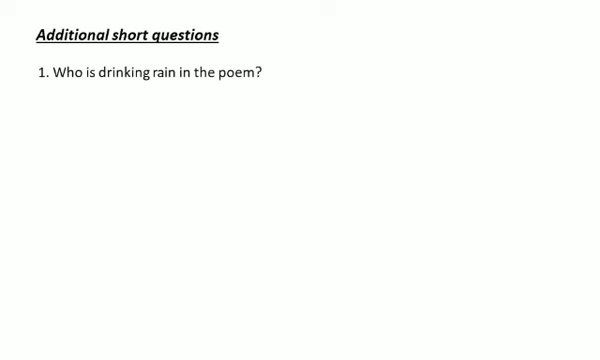 Additional short questions
1. Who is drinking rain in the poem?